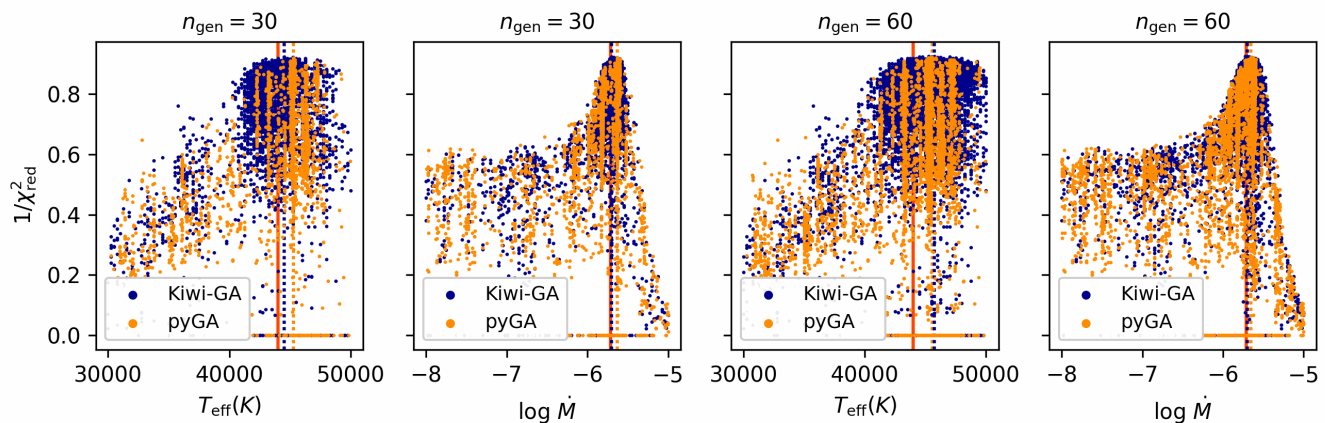 n_gen = 30
n_gen = 30
n_gen = 60
n_gen = 60
1/χ²_red
0.8
0.6
0.4
0.2
0.0
Kiwi-GA
pyGA
Kiwi-GA
pyGA
Kiwi-GA
pyGA
Kiwi-GA
pyGA
30000 40000 50000
−8 −7 −6 −5
30000 40000 50000
−8 −7 −6 −5
T_eff(K)
log Ṁ
T_eff(K)
log Ṁ